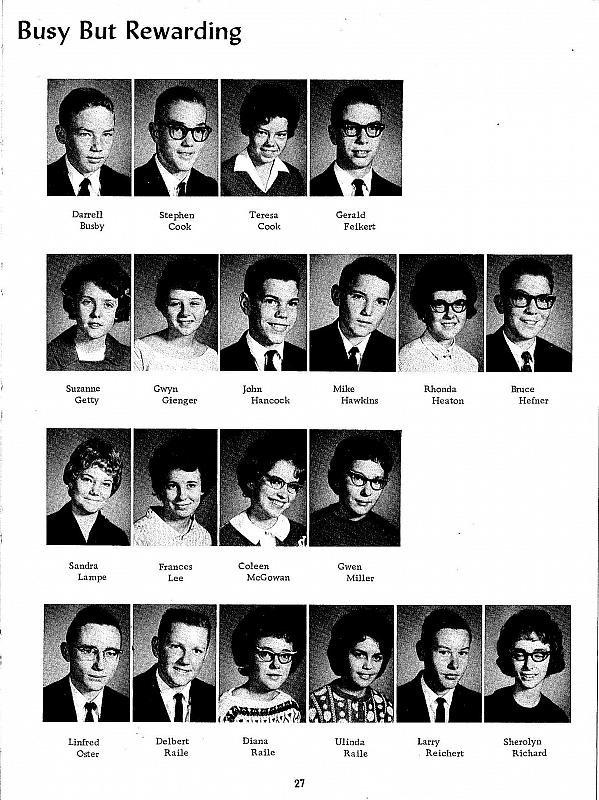 Busy But Rewarding
Darrell Busby
Stephen Cook
Teresa Cook
Gerald Felkert
Suzanne Getty
Gwyn Gienger
John Hancock
Mike Hawkins
Rhonda Heaton
Bruce Hefner
Sandra Lampe
Frances Lee
Coleen McGowan
Gwen Miller
Linfred Oster
Delbert Raile
Diana Raile
Ulinda Raile
Larry Reichert
Sherolyn Richard
27